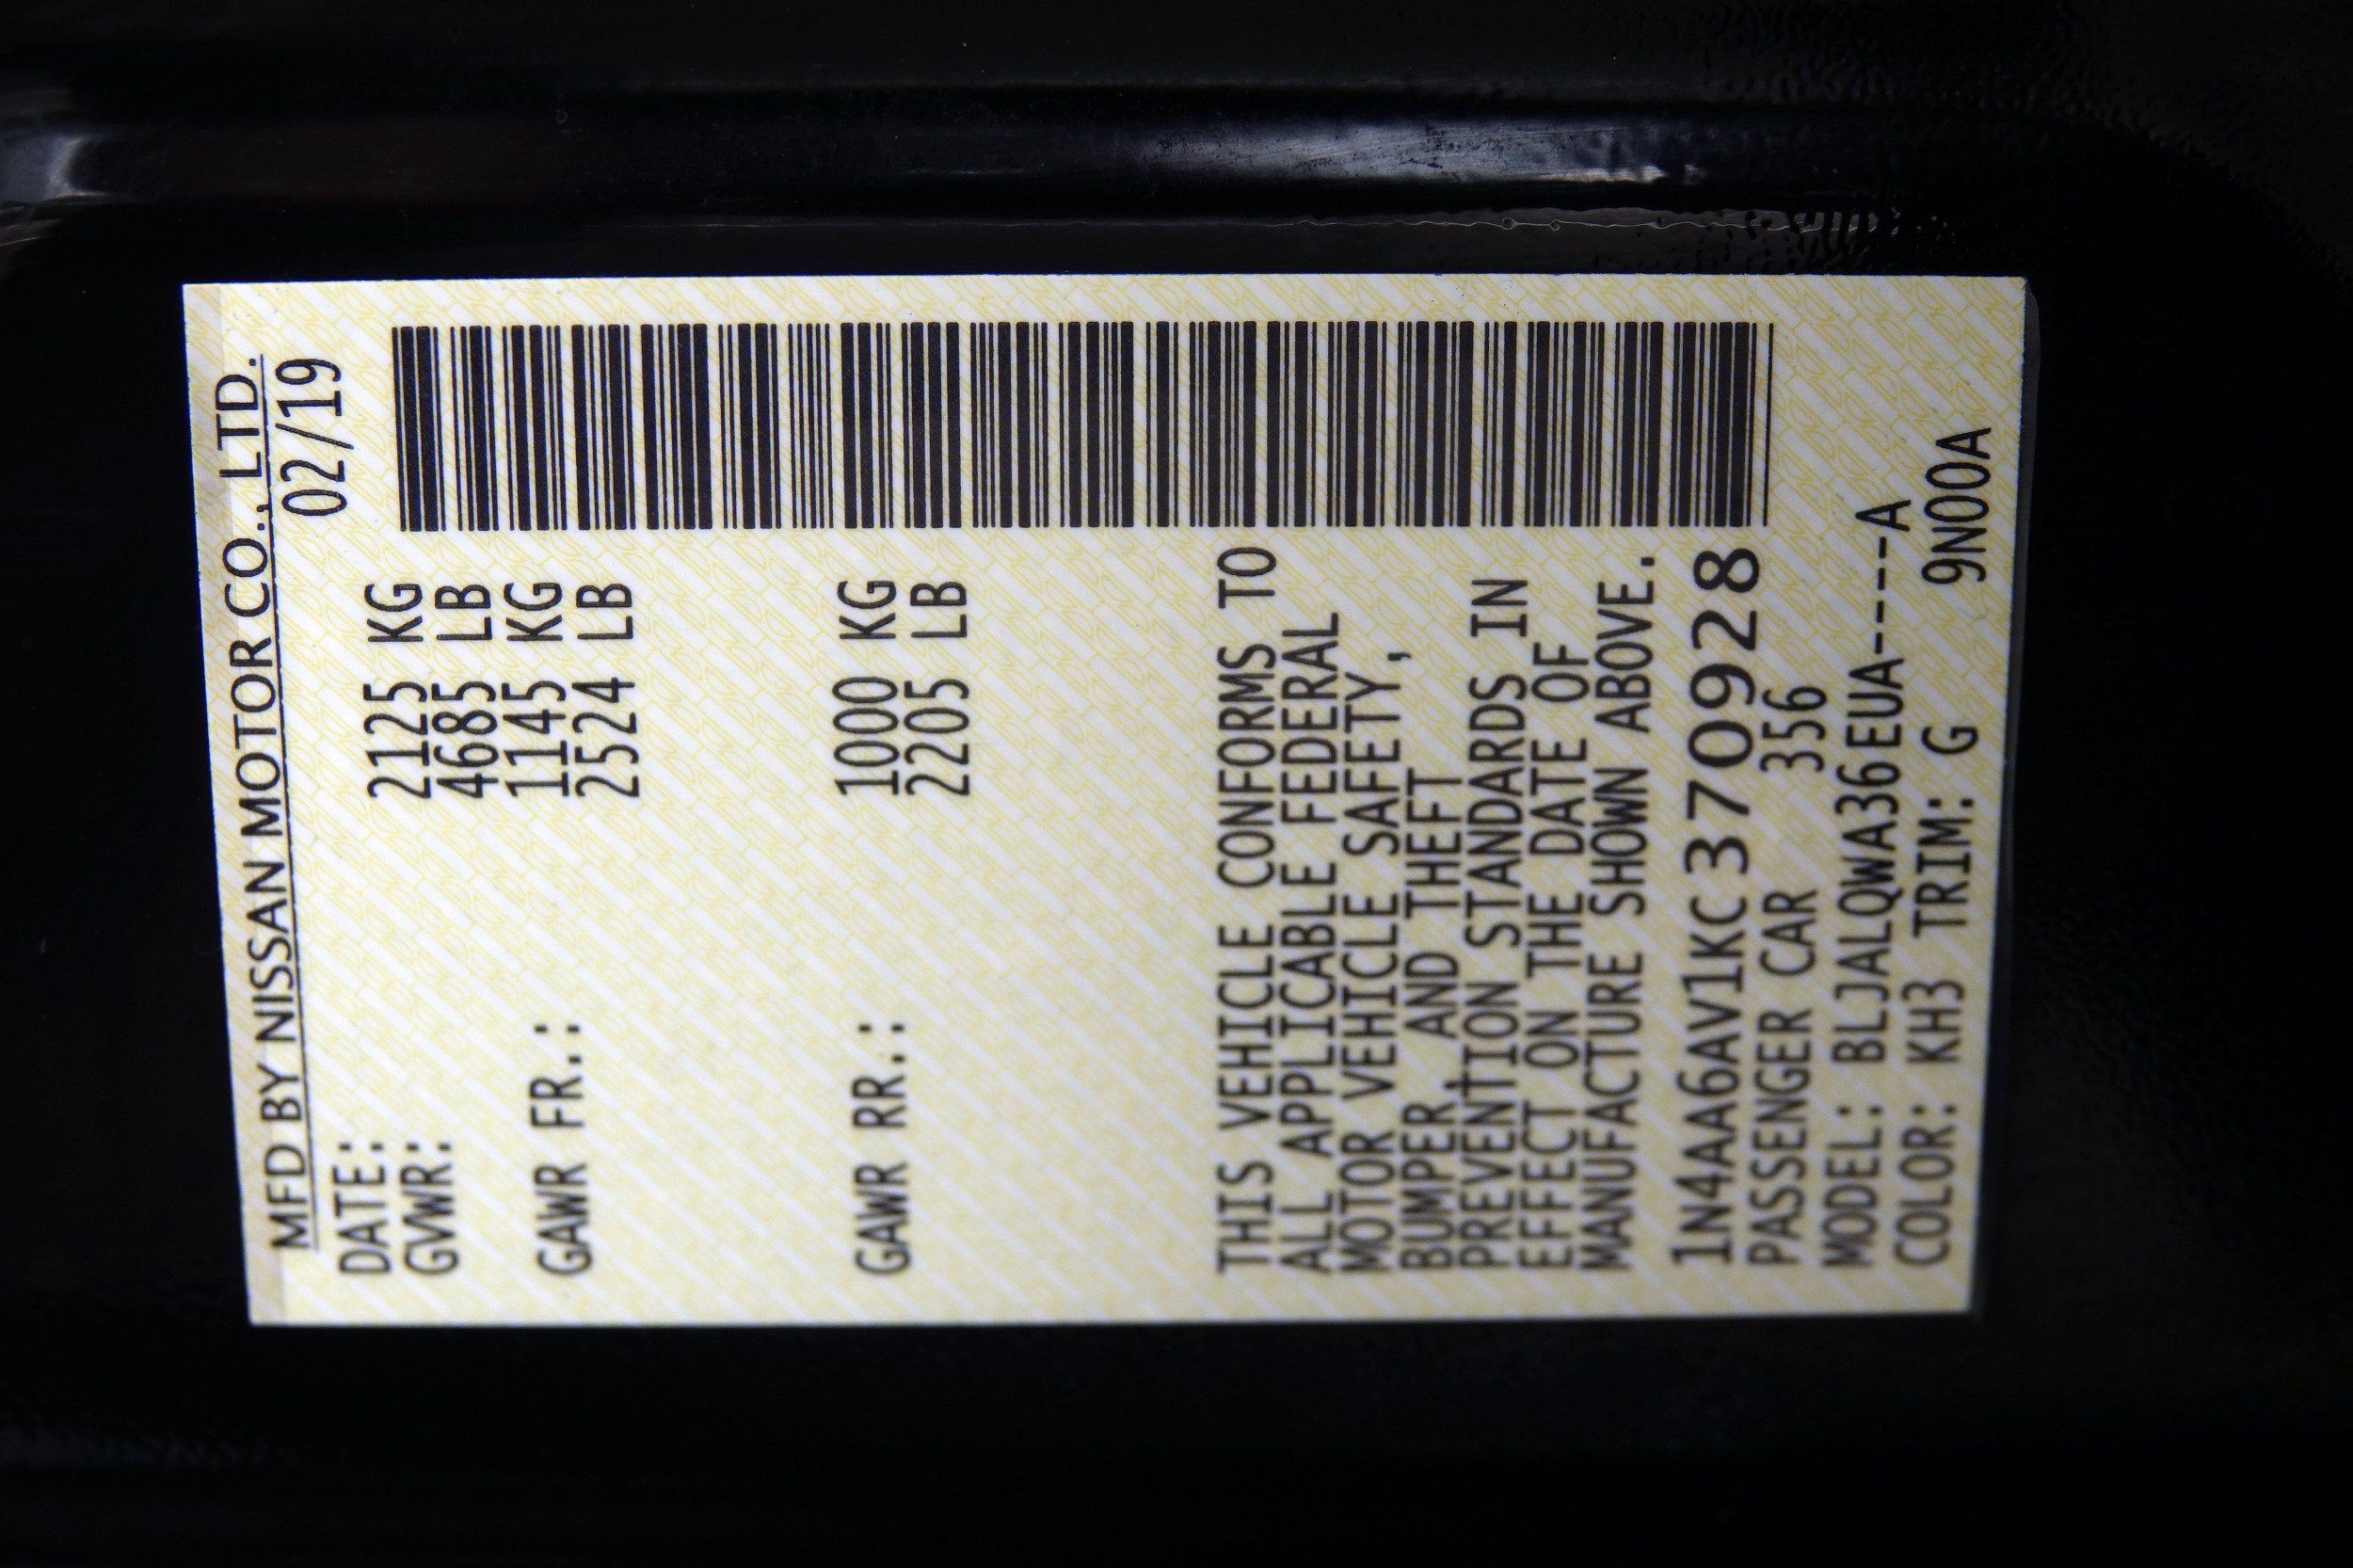 MFD BY NISSAN MOTOR CO.,LTD.
DATE: 02/19
GVWR: 2125 KG
4685 LB
GAWR FR.: 1145 KG
2524 LB
GAWR RR.: 1000 KG
2205 LB
THIS VEHICLE CONFORMS TO
ALL APPLICABLE FEDERAL
MOTOR VEHICLE SAFETY,
BUMPER, AND THEFT
PREVENTION STANDARDS IN
EFFECT ON THE DATE OF
MANUFACTURE SHOWN ABOVE.
1N4AA6AV1KC370928
PASSENGER CAR 356
MODEL: BLJALQWA36EUA----A
COLOR: KH3 TRIM: G 9N00A